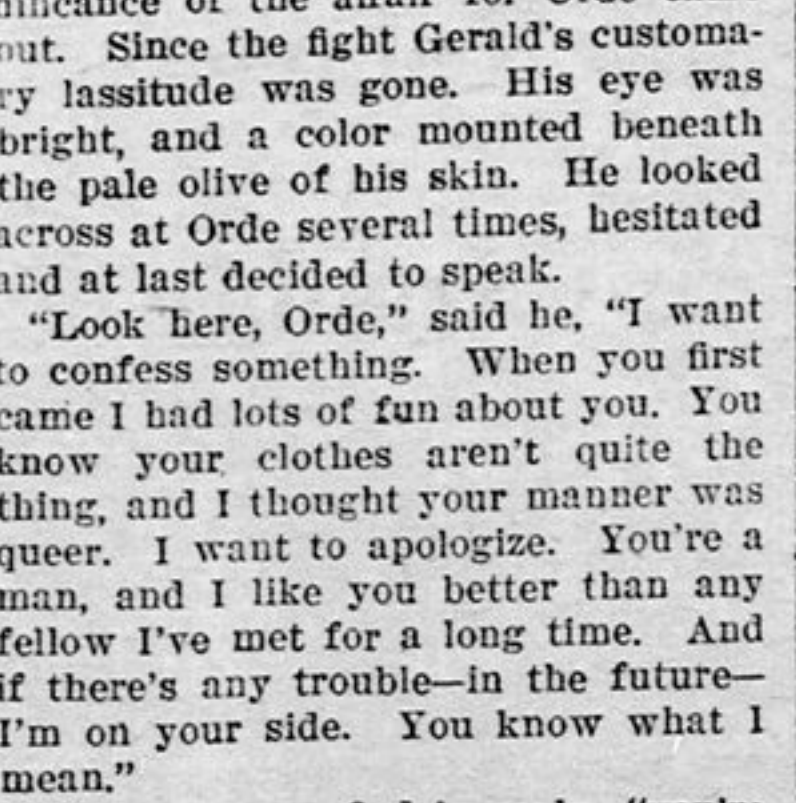 out. Since the fight Gerald's customa-
ry lassitude was gone. His eye was
bright, and a color mounted beneath
the pale olive of his skin. He looked
across at Orde several times, hesitated
and at last decided to speak.
"Look here, Orde," said he, "I want
to confess something. When you first
came I had lots of fun about you. You
know your clothes aren't quite the
thing, and I thought your manner was
queer. I want to apologize. You're a
man, and I like you better than any
fellow I've met for a long time. And
if there's any trouble—in the future—
I'm on your side. You know what I
mean."